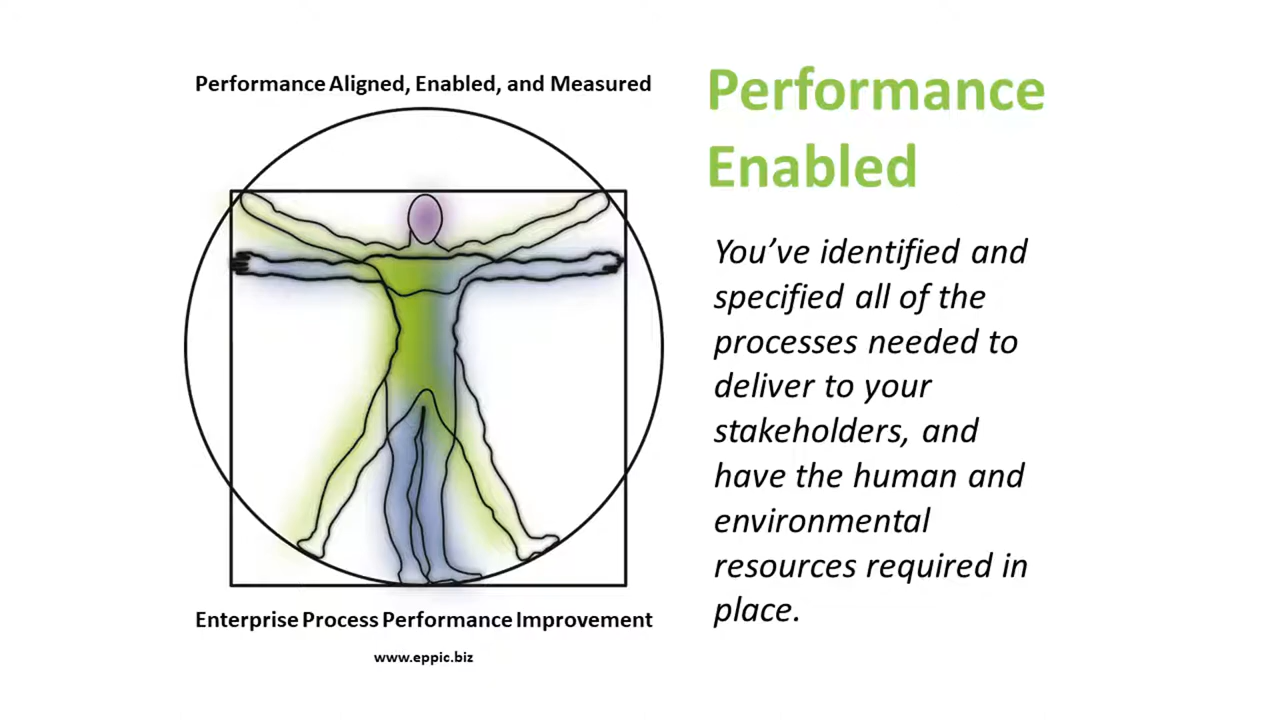 Performance Aligned, Enabled, and Measured
Enterprise Process Performance Improvement
www.eppic.biz
Performance
Enabled
You’ve identified and
specified all of the
processes needed to
deliver to your
stakeholders, and
have the human and
environmental
resources required in
place.